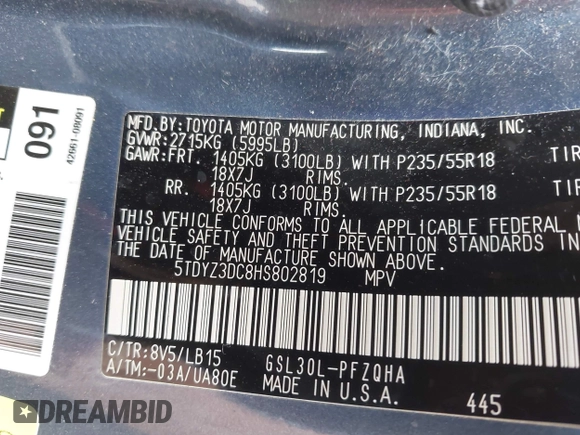 091
42661-08091
MFD.BY: TOYOTA MOTOR MANUFACTURING, INDIANA, INC.
GVWR: 2715KG (5995LB)
GAWR: FRT. 1405KG (3100LB) WITH P235/55R18 TIR
18X7J RIMS.
RR. 1405KG (3100LB) WITH P235/55R18 TIR
18X7J RIMS.
THIS VEHICLE CONFORMS TO ALL APPLICABLE FEDERAL
VEHICLE SAFETY AND THEFT PREVENTION STANDARDS IN
THE DATE OF MANUFACTURE SHOWN ABOVE.
5TDYZ3DC8HS802819 MPV
C/TR: 8V5/LB15 GSL30L-PFZQHA
A/TM: -03A/UA80E MADE IN U.S.A. 445
DREAMBID